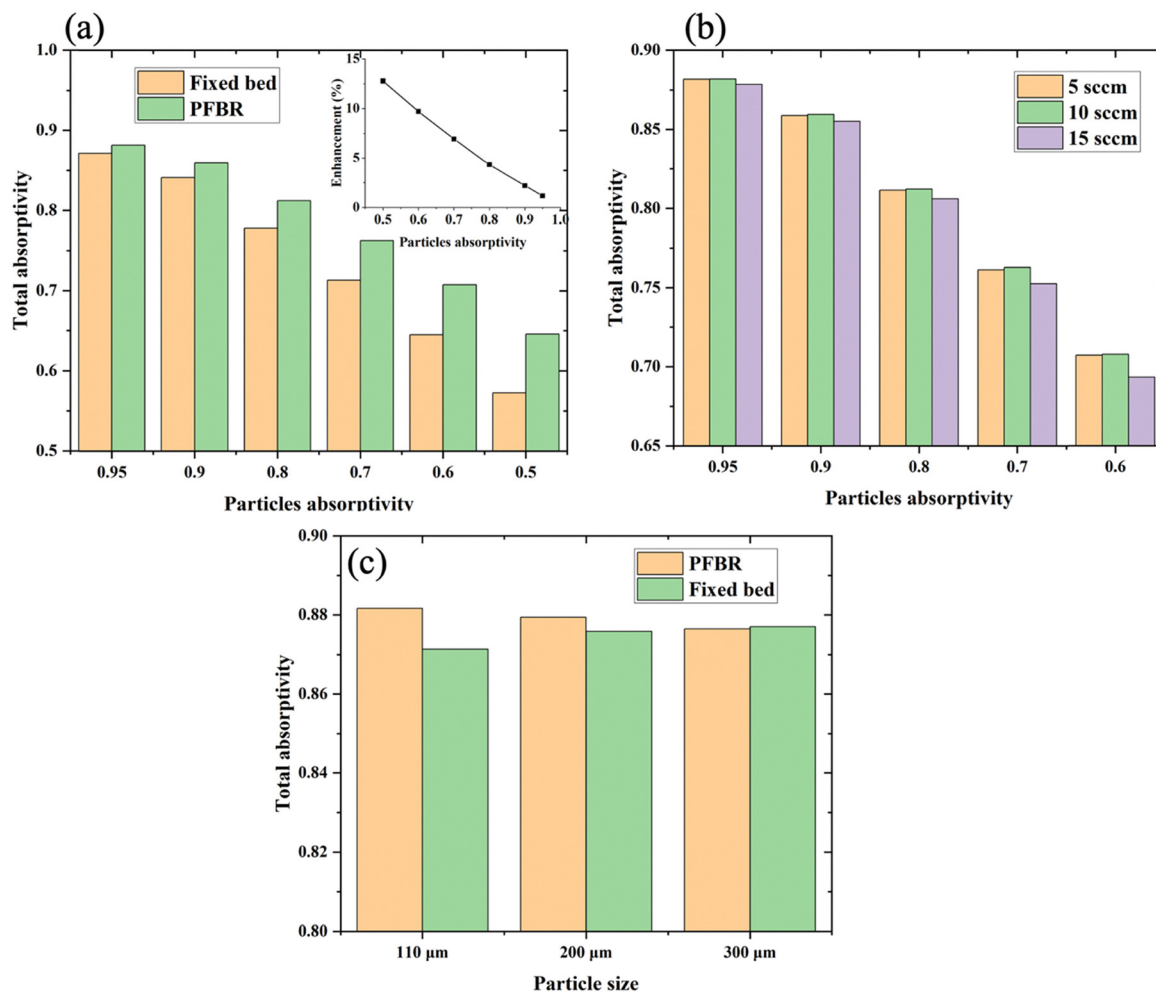 (a)
Fixed bed
PFBR
Total absorptivity
1.0
0.9
0.8
0.7
0.6
0.5
0.95 0.9 0.8 0.7 0.6 0.5
Particles absorptivity
Enhancement (%)
15
10
5
0
0.5 0.6 0.7 0.8 0.9 1.0
Particles absorptivity
(b)
5 sccm
10 sccm
15 sccm
Total absorptivity
0.90
0.85
0.80
0.75
0.70
0.65
0.95 0.9 0.8 0.7 0.6
Particles absorptivity
(c)
PFBR
Fixed bed
Total absorptivity
0.90
0.88
0.86
0.84
0.82
0.80
110 μm 200 μm 300 μm
Particle size